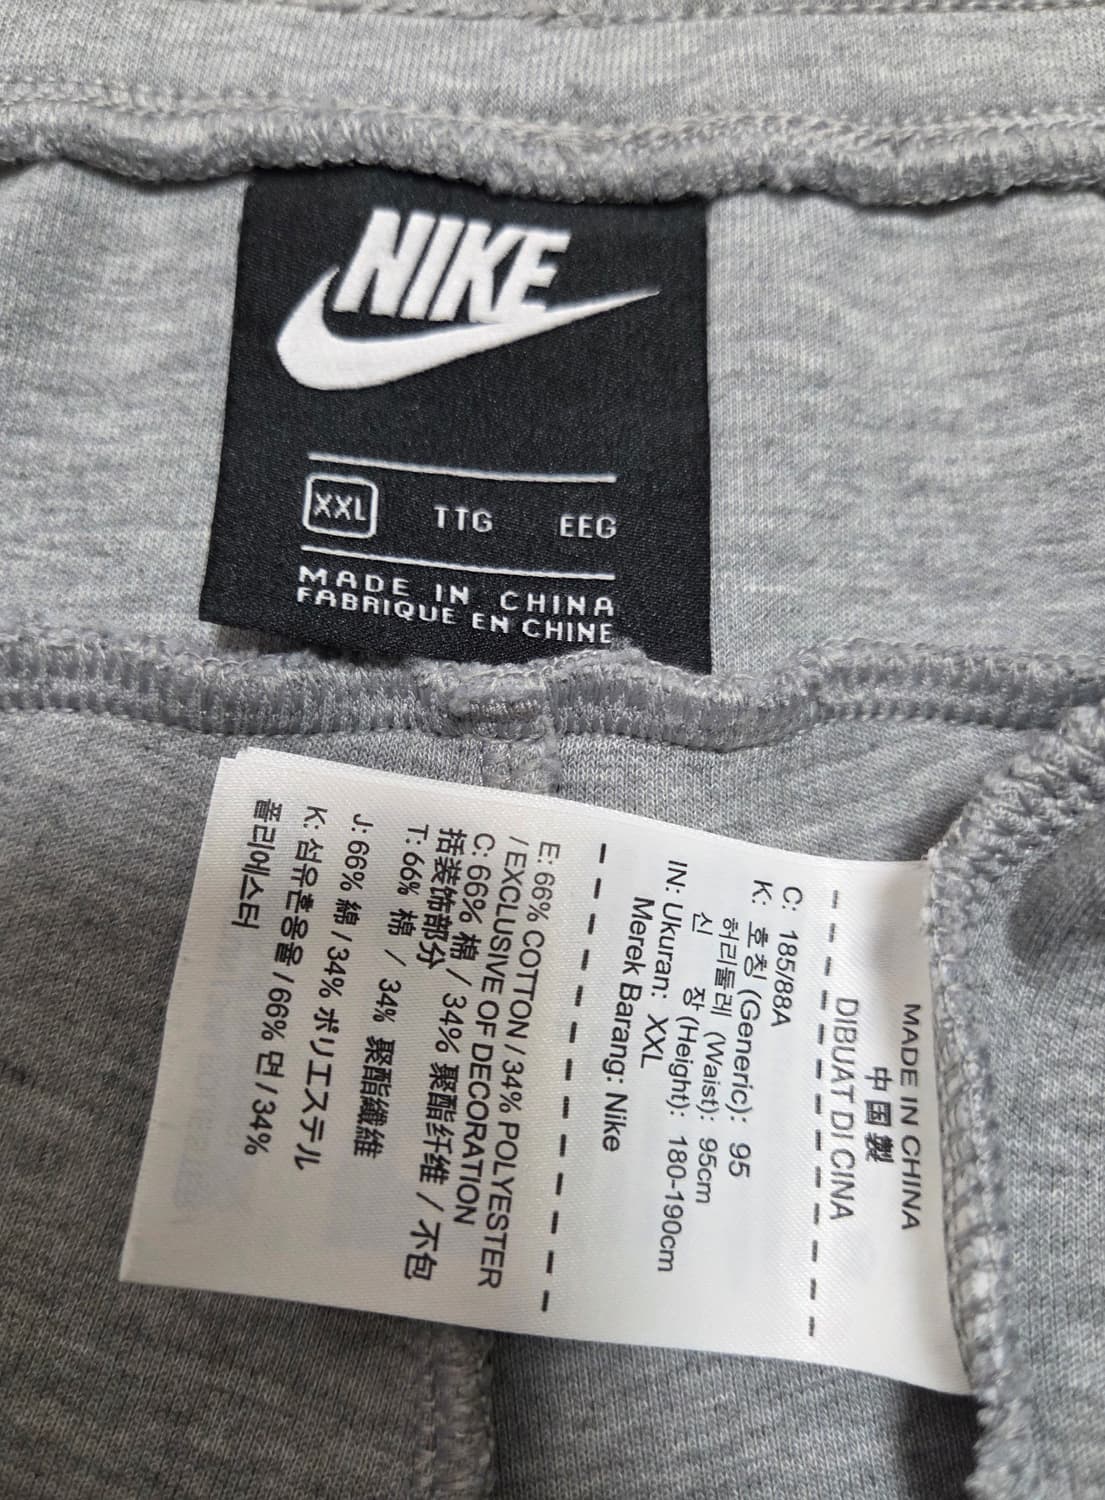 NIKE
XXL TTG EEG
MADE IN CHINA
FABRIQUE EN CHINE
MADE IN CHINA
中国製
DIBUAT DI CINA
C: 185/88A
K: 호칭 (Generic): 95
허리둘레 (Waist): 95cm
신 장 (Height): 180-190cm
IN: Ukuran: XXL
Merek Barang: Nike
E: 66% COTTON / 34% POLYESTER
/ EXCLUSIVE OF DECORATION
C: 66% 棉 / 34% 聚酯纤维 / 不包
括装饰部分
T: 66% 棉 / 34% 聚酯纖維
J: 66% 綿 / 34% ポリエステル
K: 섬유혼용율 / 66% 면 / 34%
폴리에스터